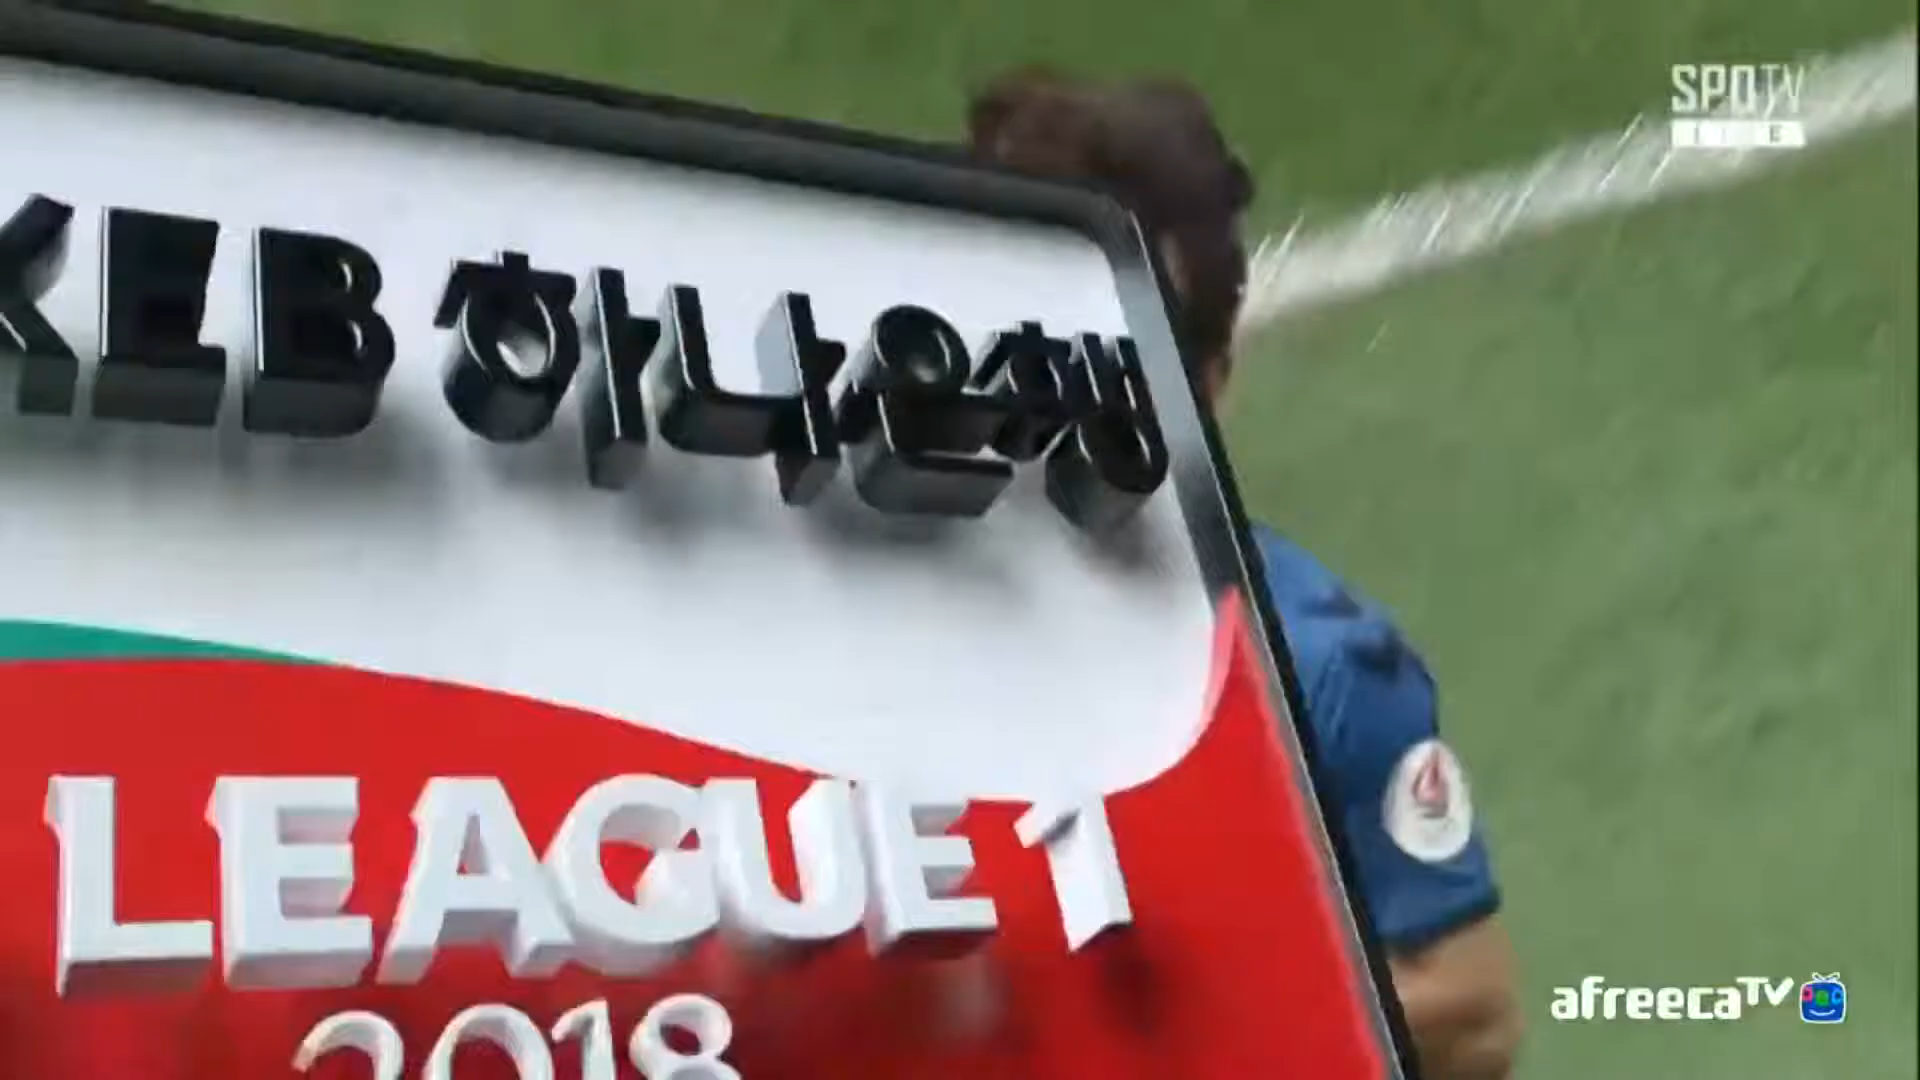 SPOTV
KEB 하나은행
LEAGUE 1
2018
afreecaTV